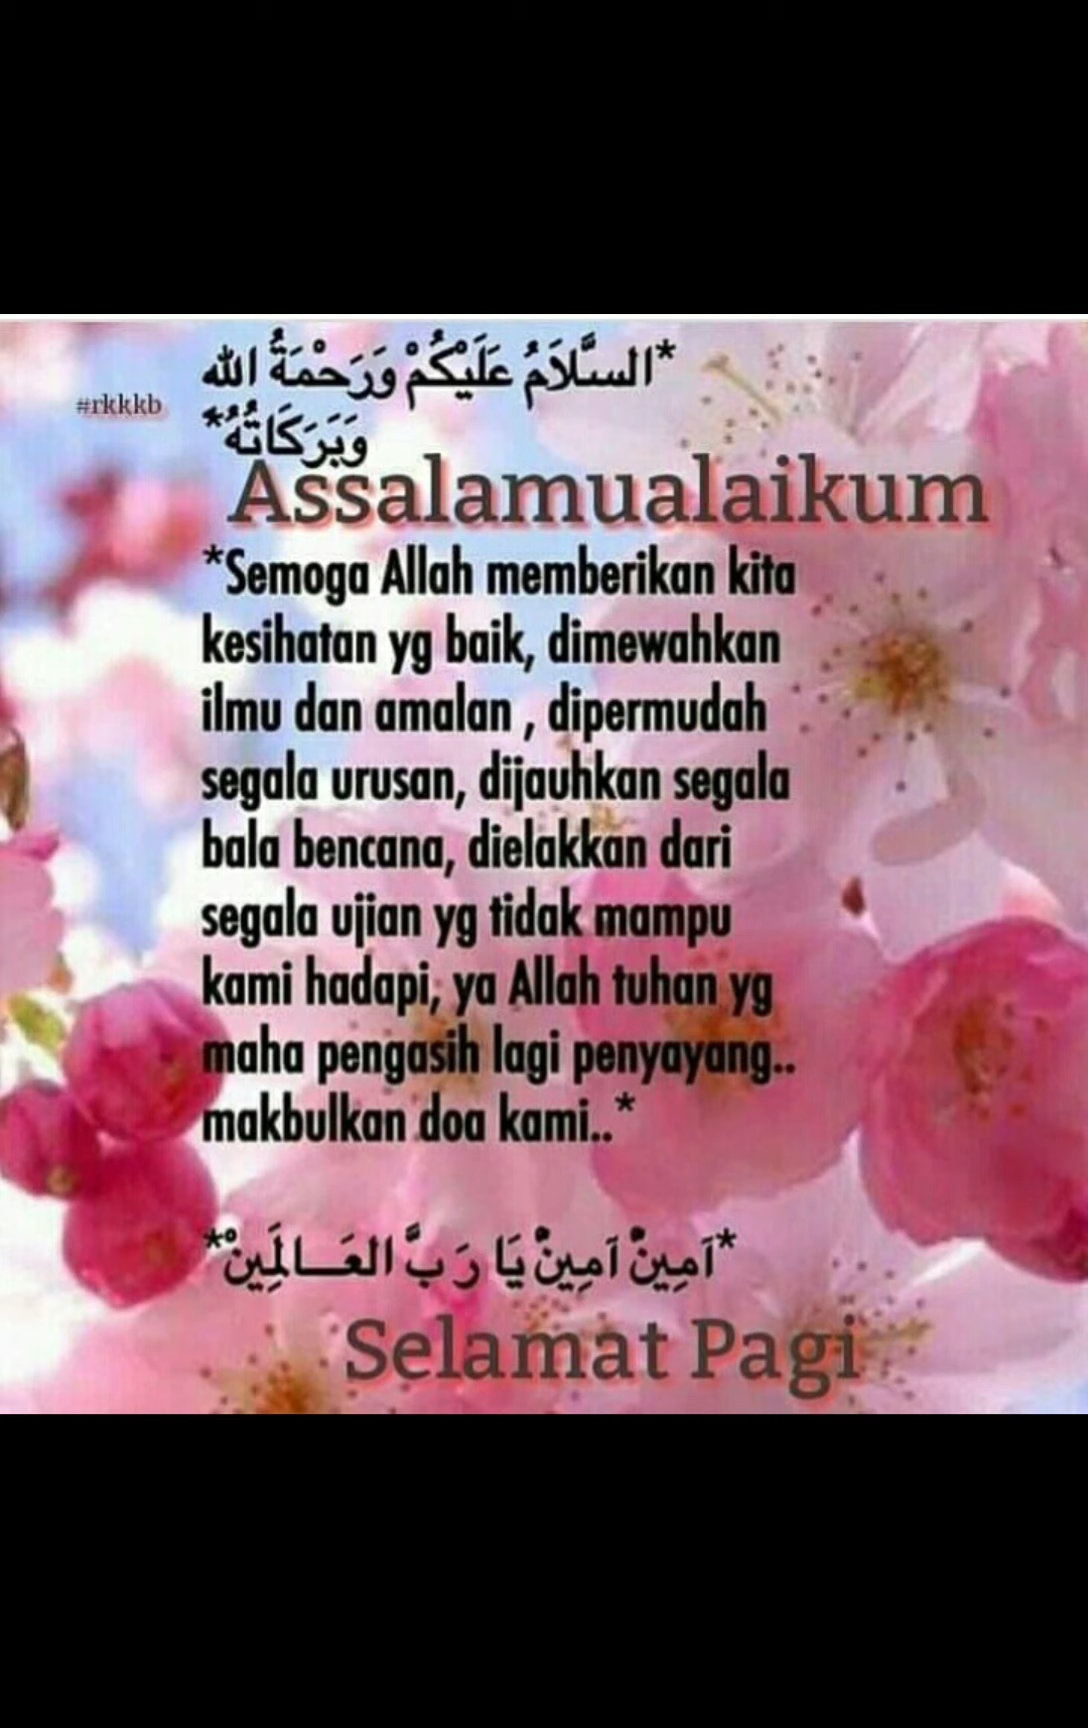 *السَّلَامُ عَلَيْكُمْ وَرَحْمَةُ الله
#rkkkb
وَبَرَكَاتُهُ*
Assalamualaikum
*Semoga Allah memberikan kita
kesihatan yg baik, dimewahkan
ilmu dan amalan , dipermudah
segala urusan, dijauhkan segala
bala bencana, dielakkan dari
segala ujian yg tidak mampu
kami hadapi, ya Allah tuhan yg
maha pengasih lagi penyayang..
makbulkan doa kami..*
*آمِينْ آمِينْ يَا رَبَّ الْعَالَمِينْ*
Selamat Pagi